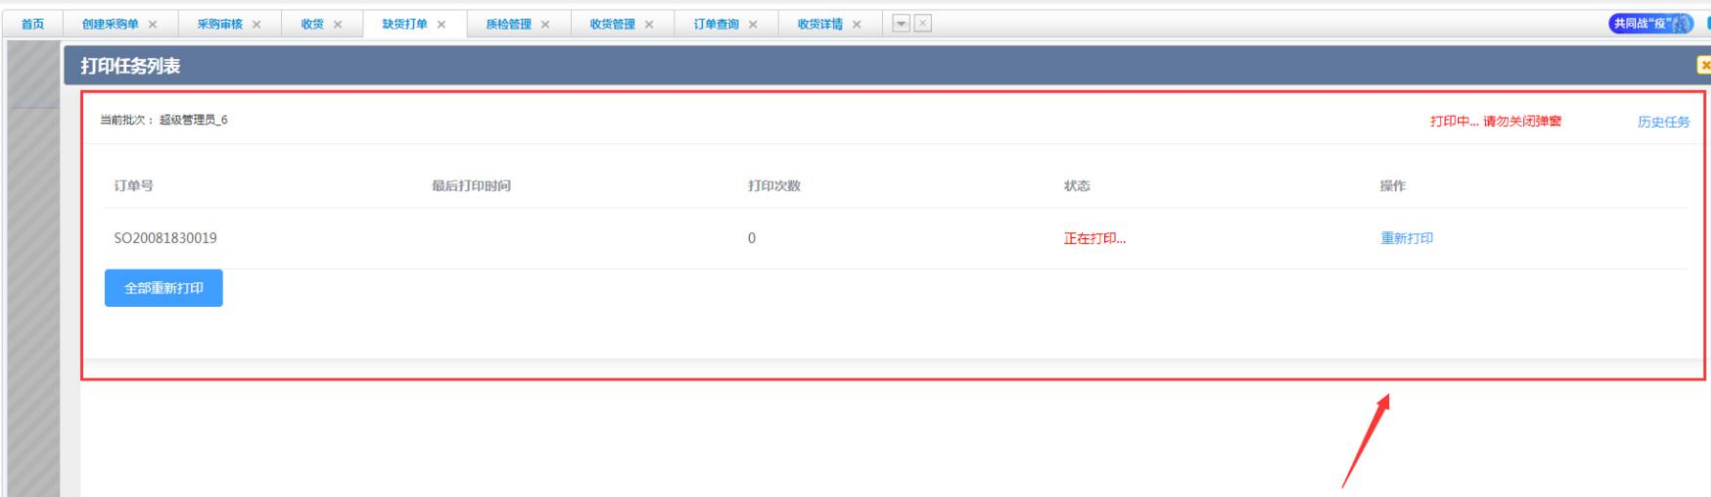 首页 创建采购单 采购审核 收货 缺货打单 质检管理 收货管理 订单查询 收货详情 共同战“疫”
打印任务列表
当前批次： 超级管理员_6 打印中... 请勿关闭弹窗 历史任务
订单号 最后打印时间 打印次数 状态 操作
SO20081830019 0 正在打印... 重新打印
全部重新打印